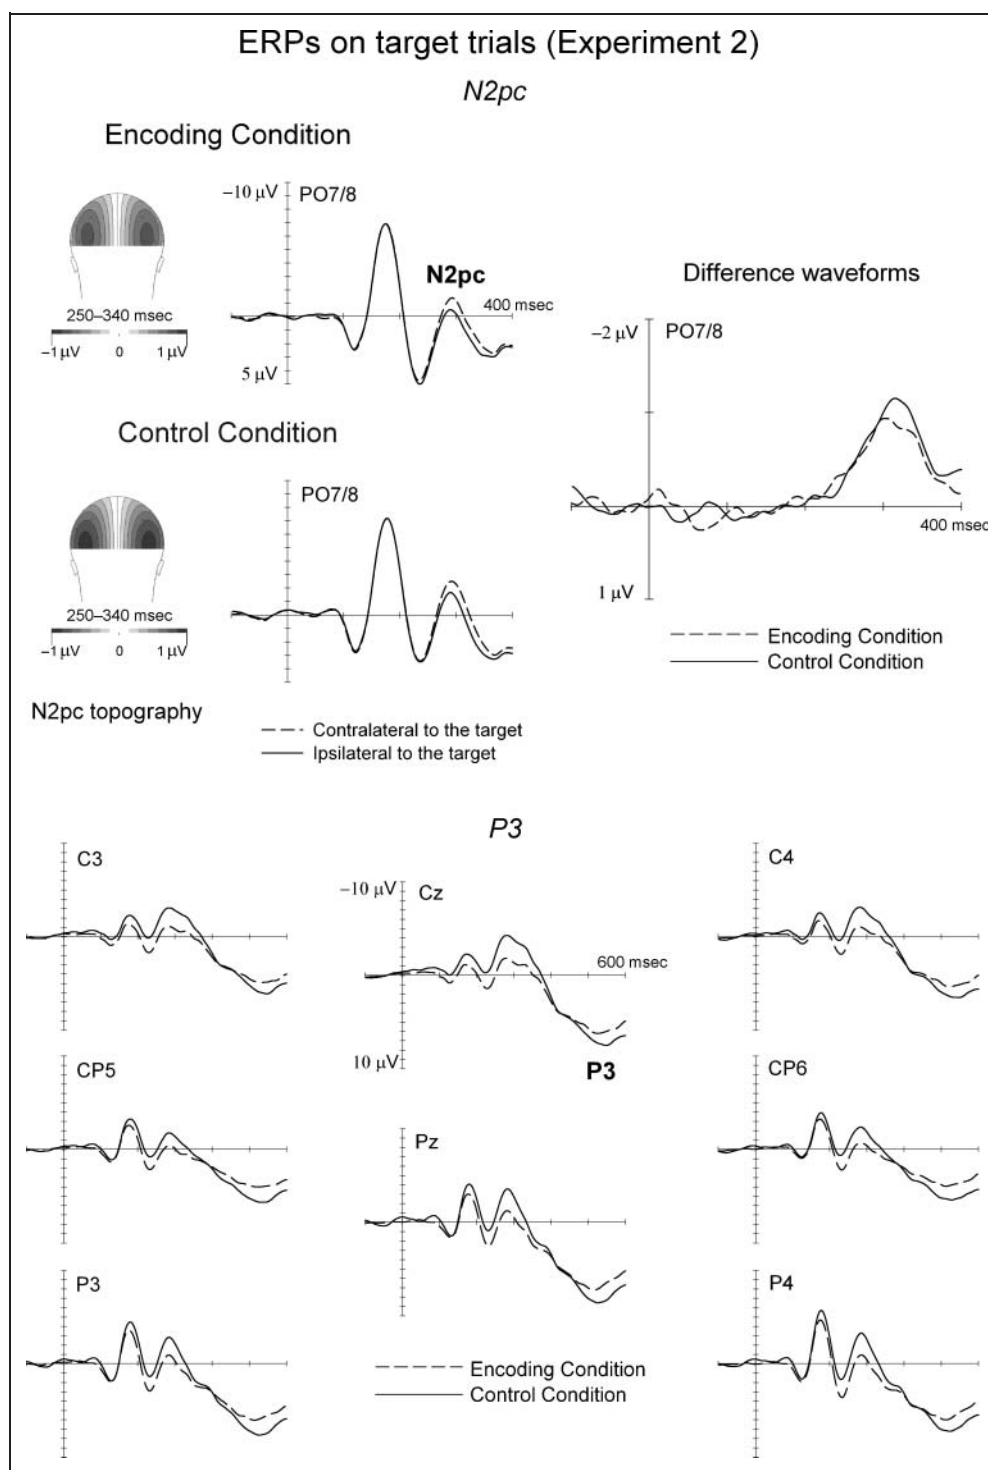 ERPs on target trials (Experiment 2)
N2pc
Encoding Condition
−10 µV
PO7/8
N2pc
400 msec
5 µV
250–340 msec
−1 µV 0 1 µV
Difference waveforms
−2 µV
PO7/8
400 msec
1 µV
Encoding Condition
Control Condition
Control Condition
PO7/8
250–340 msec
−1 µV 0 1 µV
N2pc topography
Contralateral to the target
Ipsilateral to the target
P3
C3
−10 µV
Cz
600 msec
10 µV
P3
C4
CP5
Pz
CP6
P3
P4
Encoding Condition
Control Condition